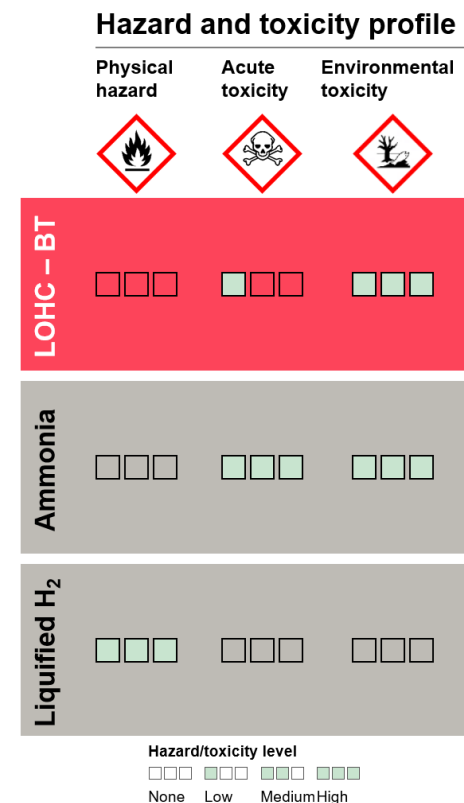 Hazard and toxicity profile
Physical
hazard
Acute
toxicity
Environmental
toxicity
LOHC – BT
Ammonia
Liquified H₂
Hazard/toxicity level
None Low Medium High